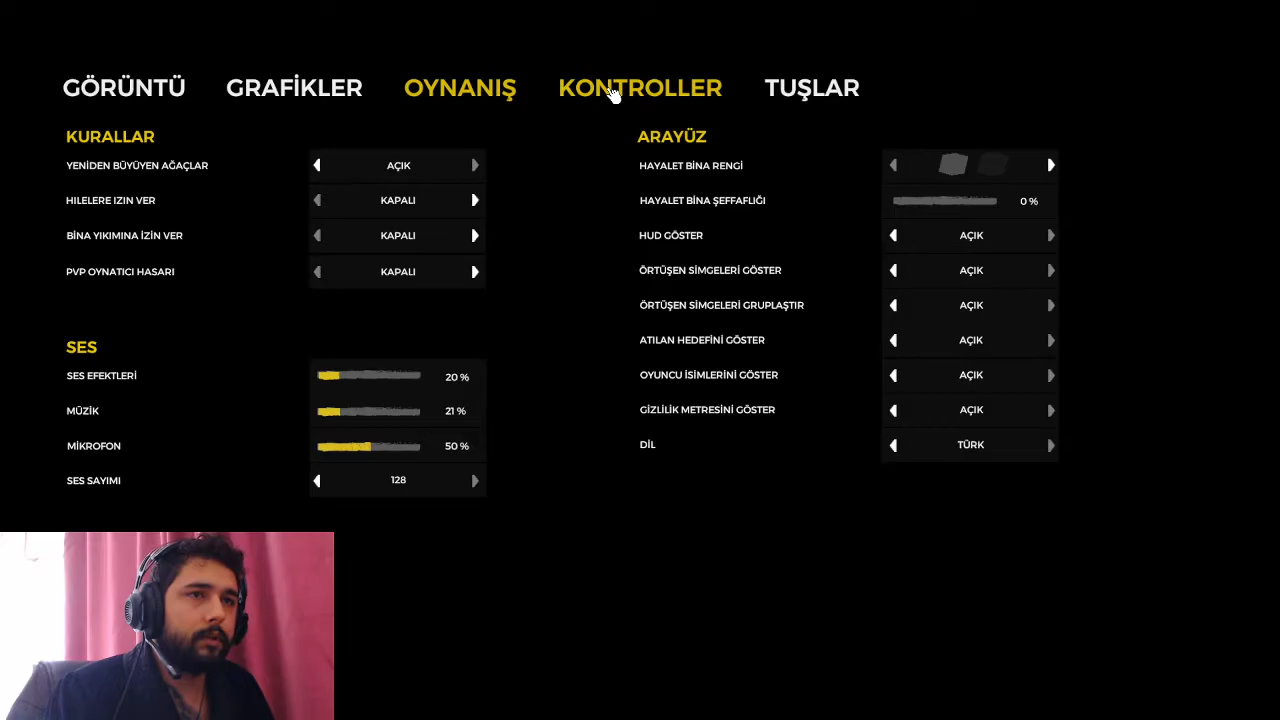 GÖRÜNTÜ GRAFİKLER OYNANIŞ KONTROLLER TUŞLAR
KURALLAR
YENİDEN BÜYÜYEN AĞAÇLAR AÇIK
HILELERE IZIN VER KAPALI
BİNA YIKIMINA İZİN VER KAPALI
PVP OYNATICI HASARI KAPALI
SES
SES EFEKTLERİ 20 %
MÜZİK 21 %
MİKROFON 50 %
SES SAYIMI 128
ARAYÜZ
HAYALET BİNA RENGİ
HAYALET BİNA ŞEFFAFLIĞI 0 %
HUD GÖSTER AÇIK
ÖRTÜŞEN SİMGELERİ GÖSTER AÇIK
ÖRTÜŞEN SİMGELERİ GRUPLAŞTIR AÇIK
ATILAN HEDEFİNİ GÖSTER AÇIK
OYUNCU İSİMLERİNİ GÖSTER AÇIK
GİZLİLİK METRESİNİ GÖSTER AÇIK
DİL TÜRK